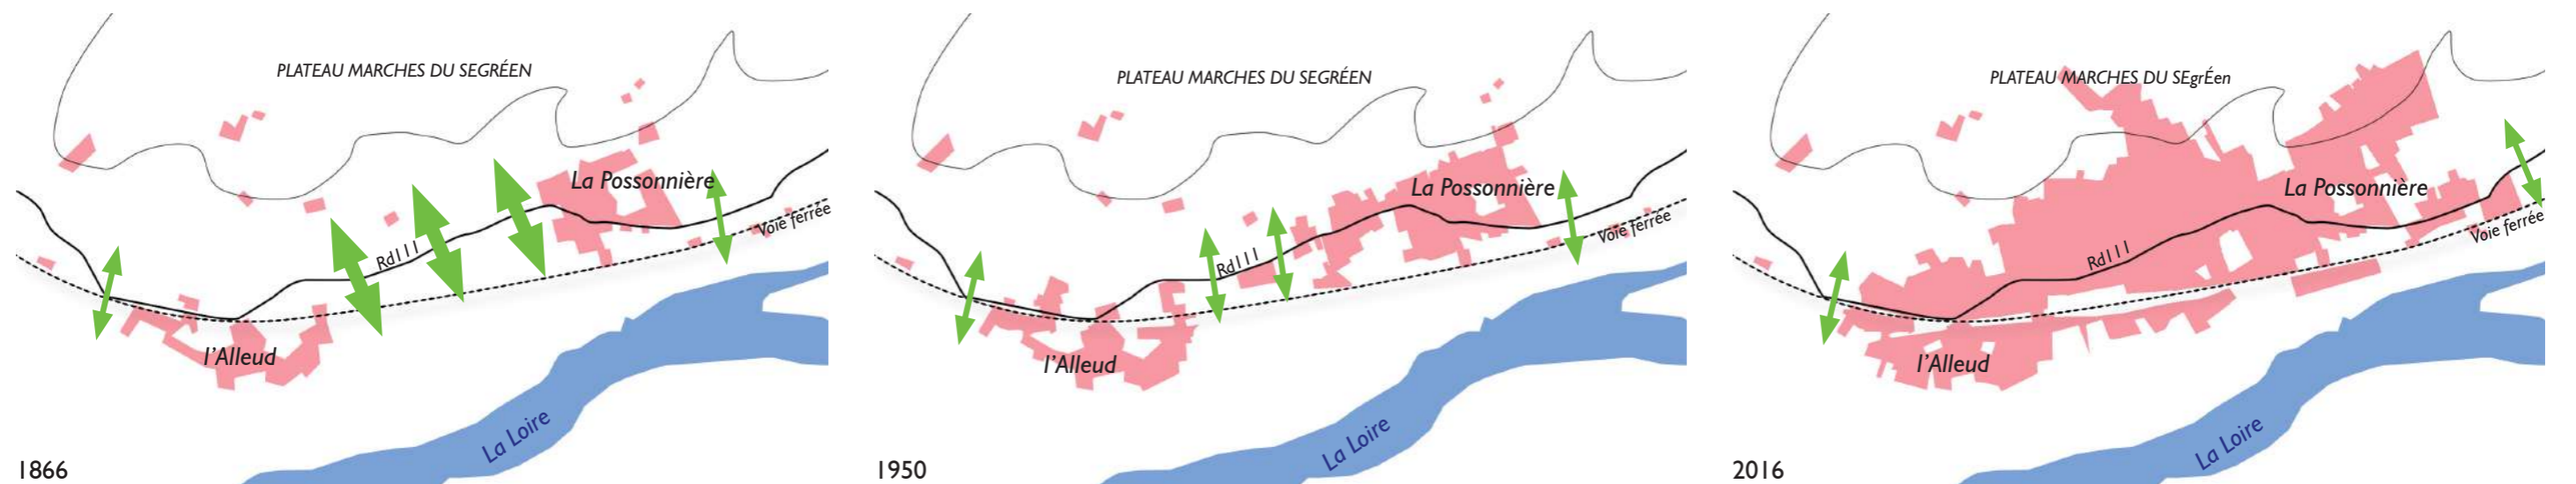 PLATEAU MARCHES DU SEGRÉEN
La Possonnière
Voie ferrée
Rd111
l'Alleud
La Loire
1866
PLATEAU MARCHES DU SEGRÉEN
La Possonnière
Voie ferrée
Rd111
l'Alleud
La Loire
1950
PLATEAU MARCHES DU SEgrÉen
La Possonnière
Voie ferrée
Rd111
l'Alleud
La Loire
2016